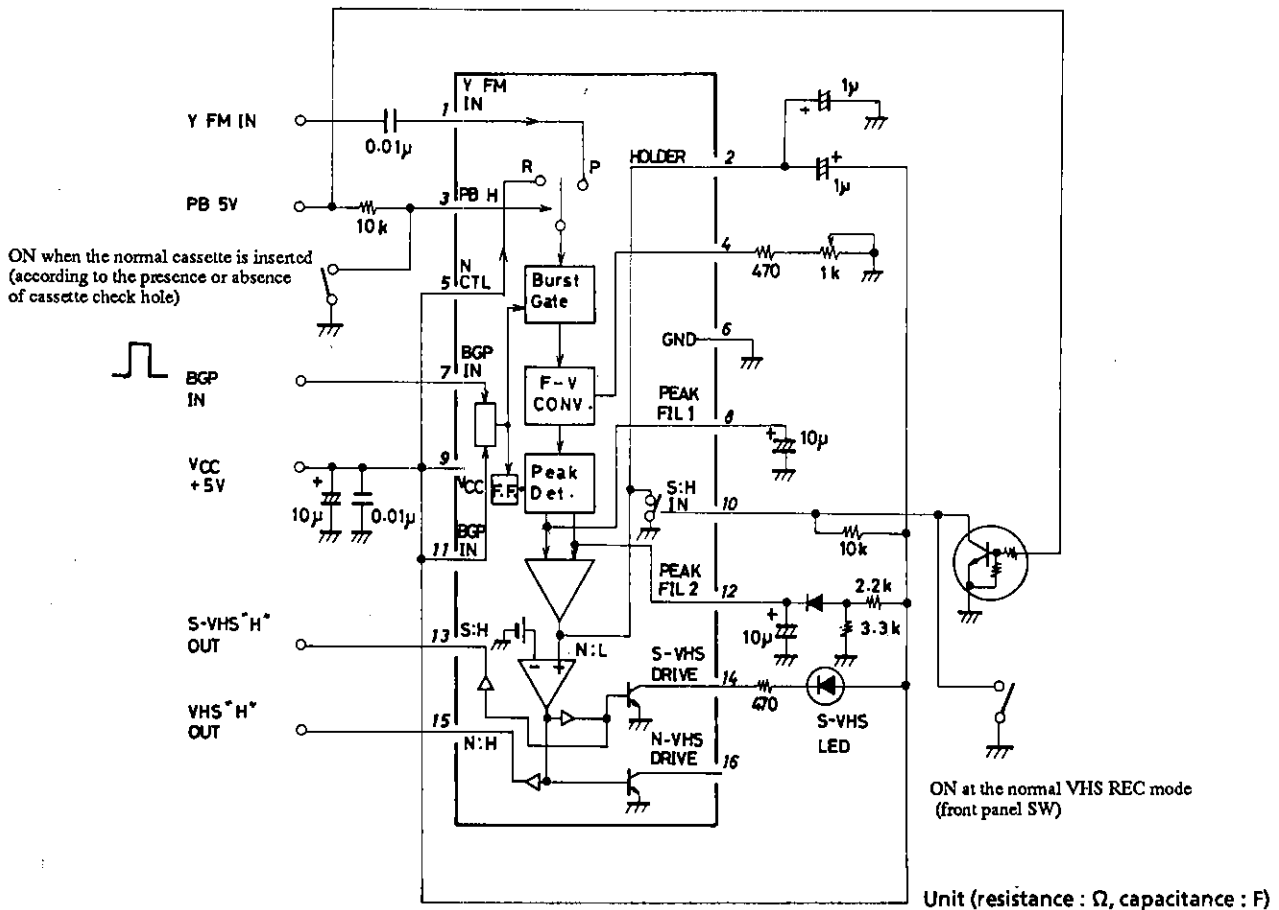 Y FM IN
0.01μ
1
Y FM
IN
R
P
HOLDER
2
1μ
+
+
1μ
PB 5V
10k
3
PB H
ON when the normal cassette is inserted
(according to the presence or absence
of cassette check hole)
N
CTL
5
Burst
Gate
4
470
1k
GND
6
BGP
IN
7
BGP
IN
F-V
CONV.
PEAK
FIL 1
8
+
10μ
VCC
+5V
9
VCC
F.F.
Peak
Det.
S:H
IN
10
10k
+
10μ
0.01μ
11
BGP
IN
PEAK
FIL 2
12
+
10μ
2.2k
3.3k
S-VHS"H"
OUT
13
S:H
-
+
N:L
S-VHS
DRIVE
14
470
S-VHS
LED
VHS"H"
OUT
15
N:H
N-VHS
DRIVE
16
ON at the normal VHS REC mode
(front panel SW)
Unit (resistance : Ω, capacitance : F)